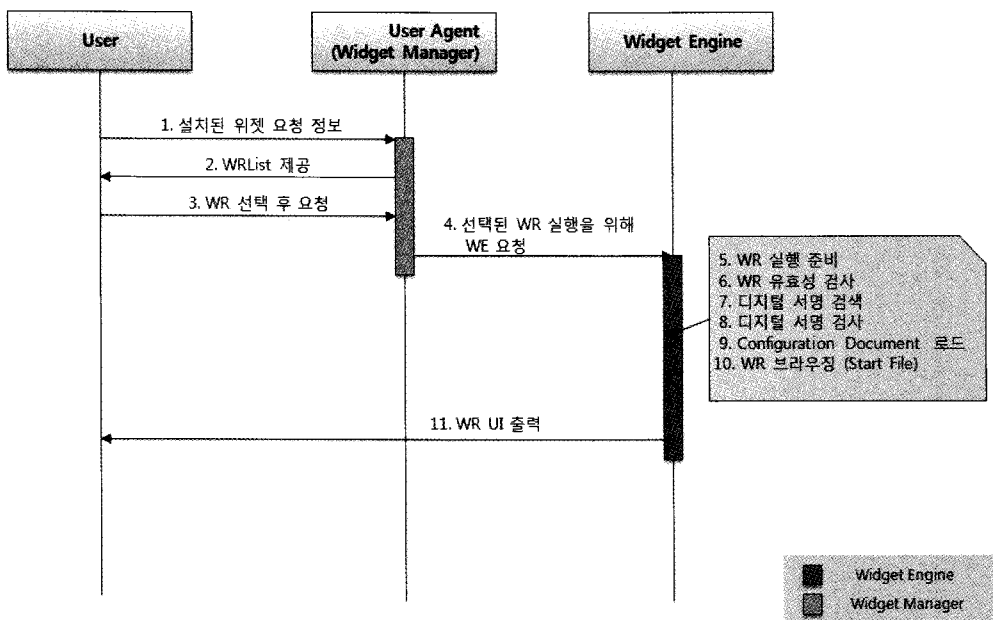 User
User Agent
(Widget Manager)
Widget Engine
1. 설치된 위젯 요청 정보
2. WRList 제공
3. WR 선택 후 요청
4. 선택된 WR 실행을 위해
WE 요청
5. WR 실행 준비
6. WR 유효성 검사
7. 디지털 서명 검색
8. 디지털 서명 검사
9. Configuration Document 로드
10. WR 브라우징 (Start File)
11. WR UI 출력
Widget Engine
Widget Manager